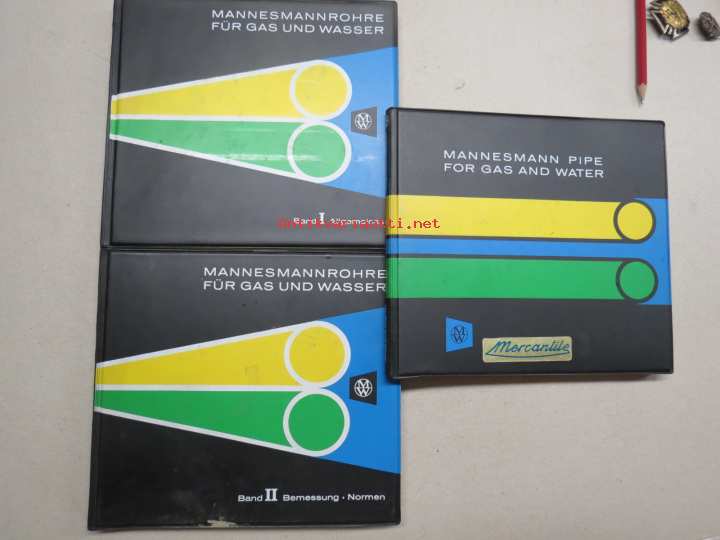 MANNESMANNROHRE
FÜR GAS UND WASSER
Band I
MANNESMANN PIPE
FOR GAS AND WATER
Mercantile
MANNESMANNROHRE
FÜR GAS UND WASSER
Band II Bemessung · Normen